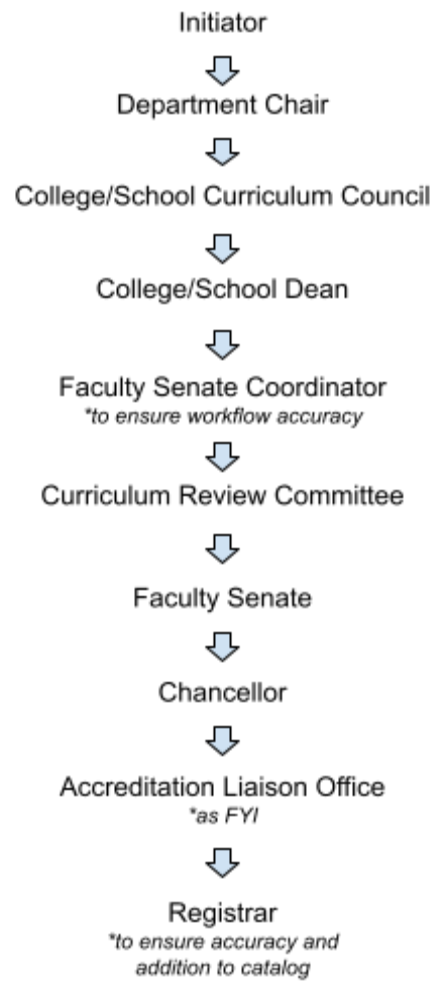 Initiator
Department Chair
College/School Curriculum Council
College/School Dean
Faculty Senate Coordinator
*to ensure workflow accuracy
Curriculum Review Committee
Faculty Senate
Chancellor
Accreditation Liaison Office
*as FYI
Registrar
*to ensure accuracy and
addition to catalog